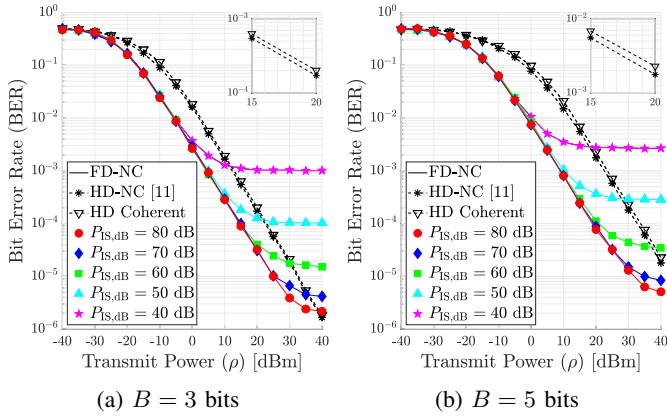 10^0
10^-1
10^-2
10^-3
10^-4
10^-5
10^-6
Bit Error Rate (BER)
10^-3
10^-4
15 20
FD-NC
HD-NC [11]
HD Coherent
P_IS,dB = 80 dB
P_IS,dB = 70 dB
P_IS,dB = 60 dB
P_IS,dB = 50 dB
P_IS,dB = 40 dB
-40 -30 -20 -10 0 10 20 30 40
Transmit Power (ρ) [dBm]
(a) B = 3 bits
10^0
10^-1
10^-2
10^-3
10^-4
10^-5
10^-6
Bit Error Rate (BER)
10^-2
10^-3
15 20
FD-NC
HD-NC [11]
HD Coherent
P_IS,dB = 80 dB
P_IS,dB = 70 dB
P_IS,dB = 60 dB
P_IS,dB = 50 dB
P_IS,dB = 40 dB
-40 -30 -20 -10 0 10 20 30 40
Transmit Power (ρ) [dBm]
(b) B = 5 bits